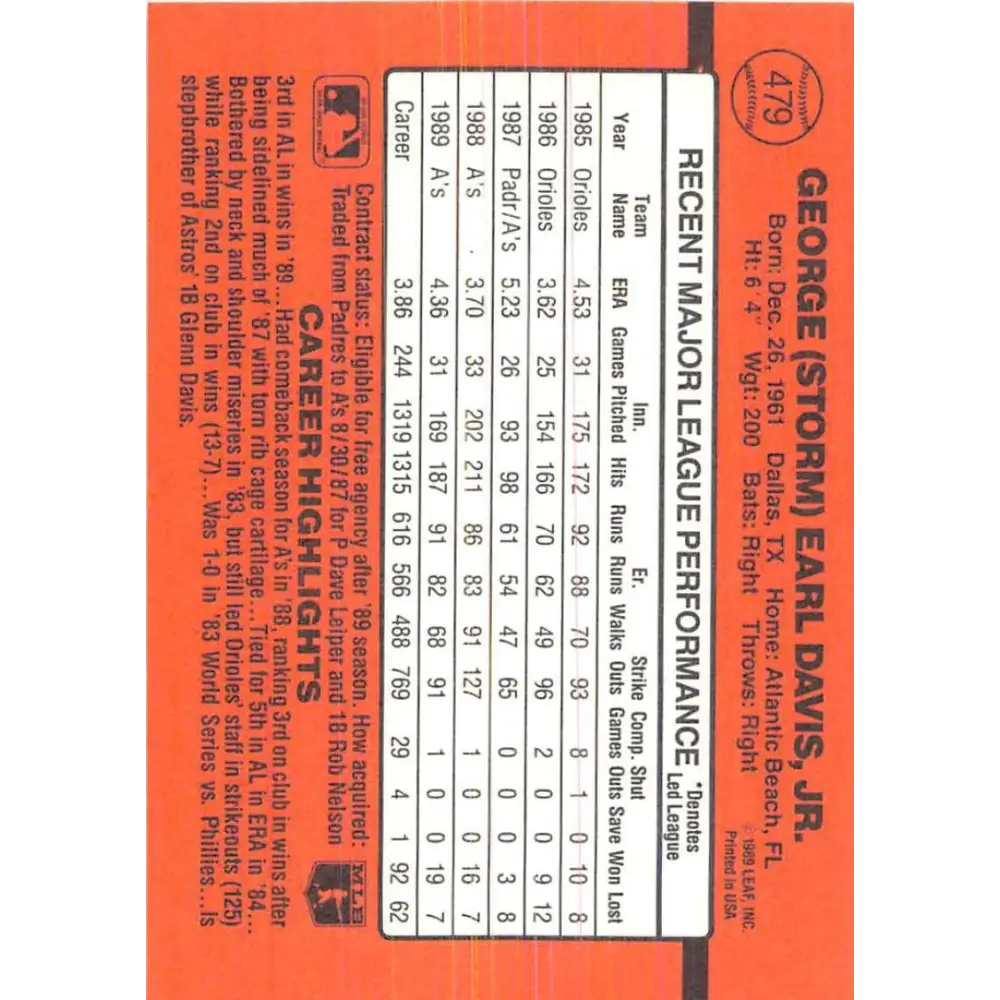 479
GEORGE (STORM) EARL DAVIS, JR.
Born: Dec. 26, 1961 Dallas, TX Home: Atlantic Beach, FL
Ht: 6' 4" Wgt: 200 Bats: Right Throws: Right
© 1989 LEAF, INC.
Printed in USA
RECENT MAJOR LEAGUE PERFORMANCE
*Denotes
Led League
Team Inn. Er. Strike Comp. Shut
Year Name ERA Games Pitched Hits Runs Runs Walks Outs Games Outs Save Won Lost
1985 Orioles 4.53 31 175 172 92 88 70 93 8 1 0 10 8
1986 Orioles 3.62 25 154 166 70 62 49 96 2 0 0 9 12
1987 Padr/A's 5.23 26 93 98 61 54 47 65 0 0 0 3 8
1988 A's 3.70 33 202 211 86 83 91 127 1 0 0 16 7
1989 A's 4.36 31 169 187 91 82 68 91 1 0 0 19 7
Career 3.86 244 1319 1315 616 566 488 769 29 4 1 92 62
Contract status: Eligible for free agency after '89 season. How acquired:
Traded from Padres to A's 8/30/87 for P Dave Leiper and 1B Rob Nelson
MLB
CAREER HIGHLIGHTS
3rd in AL in wins in '89...Had comeback season for A's in '88, ranking 3rd on club in wins after
being sidelined much of '87 with torn rib cage cartilage...Tied for 5th in AL in ERA in '84...
Bothered by neck and shoulder miseries in '83, but still led Orioles' staff in strikeouts (125)
while ranking 2nd on club in wins (13-7)...Was 1-0 in '83 World Series vs. Phillies...Is
stepbrother of Astros' 1B Glenn Davis.